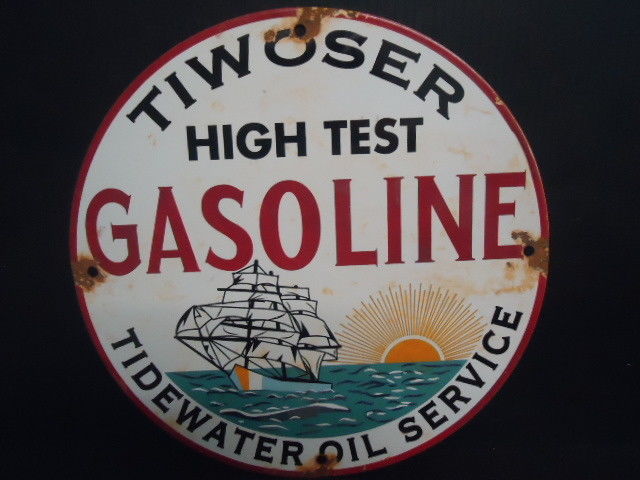 TIWOSER
HIGH TEST
GASOLINE
TIDEWATER OIL SERVICE